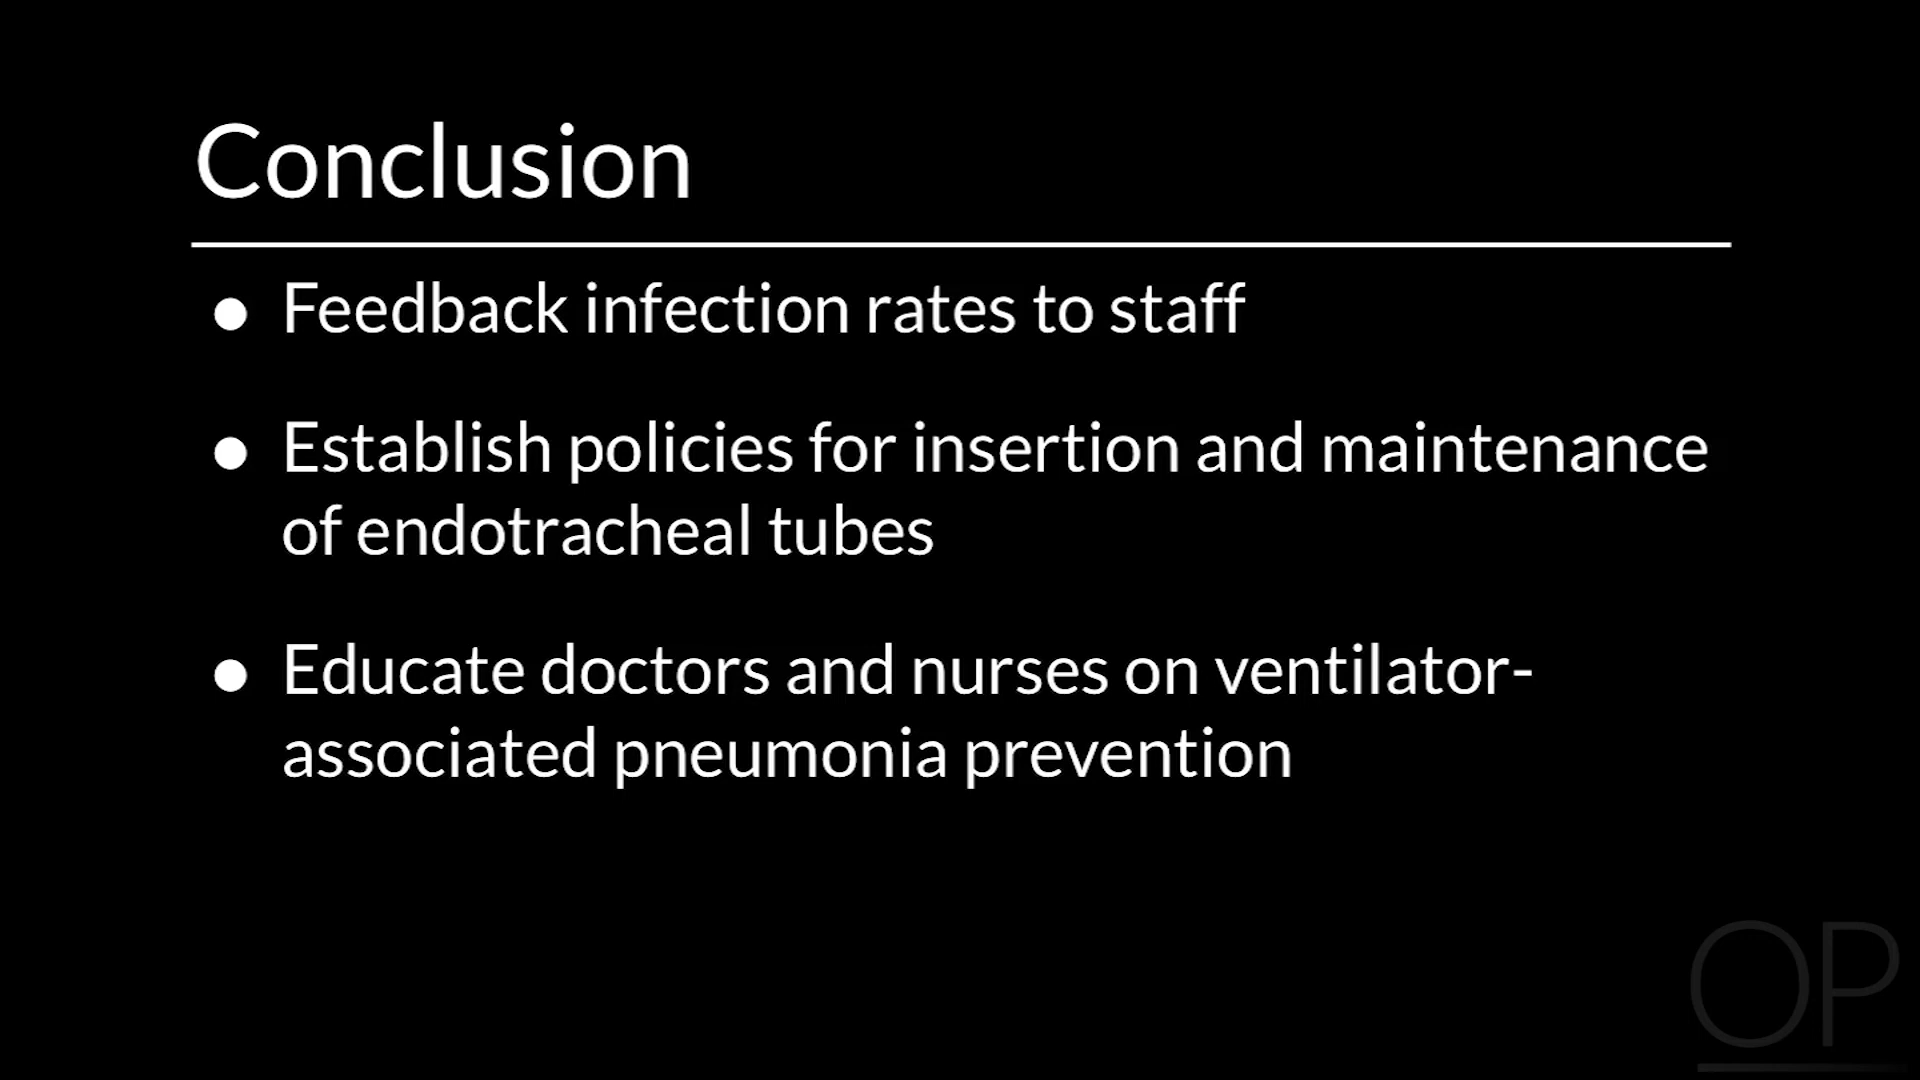 Conclusion
● Feedback infection rates to staff
● Establish policies for insertion and maintenance
of endotracheal tubes
● Educate doctors and nurses on ventilator-
associated pneumonia prevention
OP